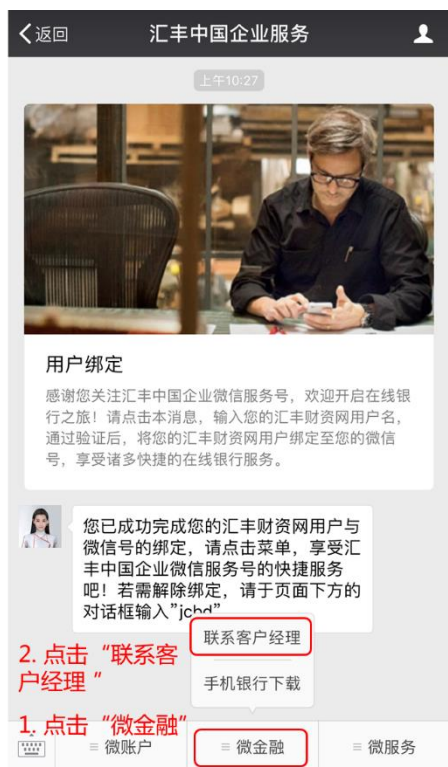 返回
汇丰中国企业服务
上午10:27
用户绑定
感谢您关注汇丰中国企业微信服务号，欢迎开启在线银
行之旅！请点击本消息，输入您的汇丰财资网用户名，
通过验证后，将您的汇丰财资网用户绑定至您的微信
号，享受诸多快捷的在线银行服务。
您已成功完成您的汇丰财资网用户与
微信号的绑定，请点击菜单，享受汇
丰中国企业微信服务号的快捷服务
吧！若需解除绑定，请于页面下方的
对话框输入”jcbd”
联系客户经理
2. 点击“联系客
户经理 ”
手机银行下载
1. 点击“微金融”
微账户
微金融
微服务